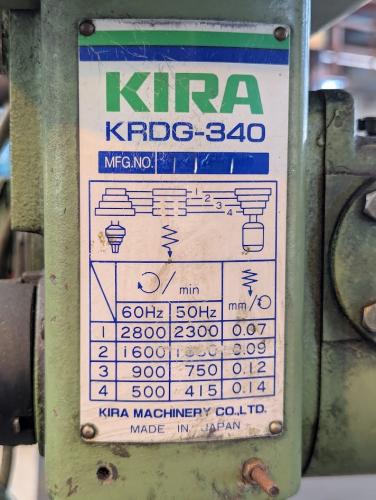 KIRA
KRDG-340
MFG.NO.
1
2
3
4
/min
mm/
60Hz 50Hz
1 2800 2300 0.07
2 1600 0.09
3 900 750 0.12
4 500 415 0.14
KIRA MACHINERY CO.,LTD.
MADE IN JAPAN